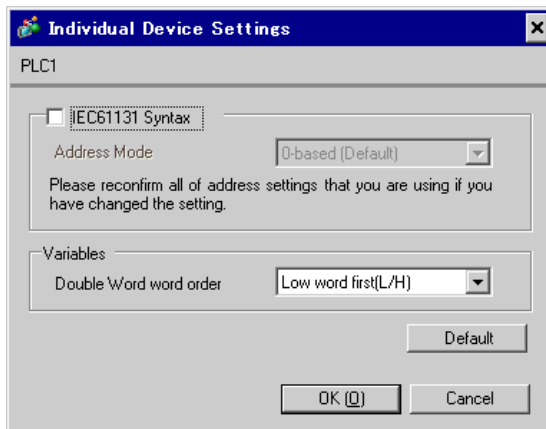 Individual Device Settings
PLC1
IEC61131 Syntax
Address Mode
0-based (Default)
Please reconfirm all of address settings that you are using if you
have changed the setting.
Variables
Double Word word order
Low word first(L/H)
Default
OK (O)
Cancel